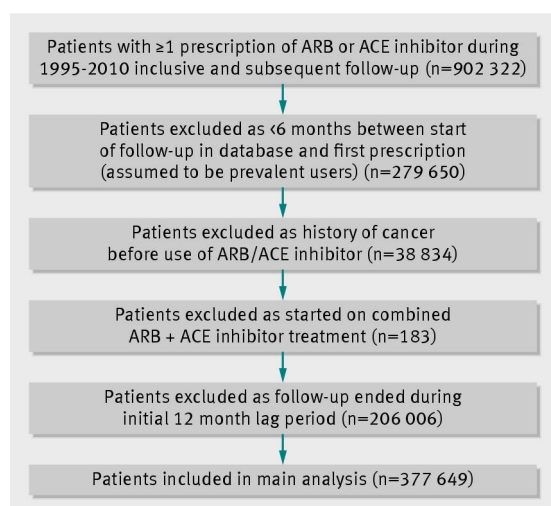 Patients with ≥1 prescription of ARB or ACE inhibitor during
1995-2010 inclusive and subsequent follow-up (n=902 322)
Patients excluded as <6 months between start
of follow-up in database and first prescription
(assumed to be prevalent users) (n=279 650)
Patients excluded as history of cancer
before use of ARB/ACE inhibitor (n=38 834)
Patients excluded as started on combined
ARB + ACE inhibitor treatment (n=183)
Patients excluded as follow-up ended during
initial 12 month lag period (n=206 006)
Patients included in main analysis (n=377 649)